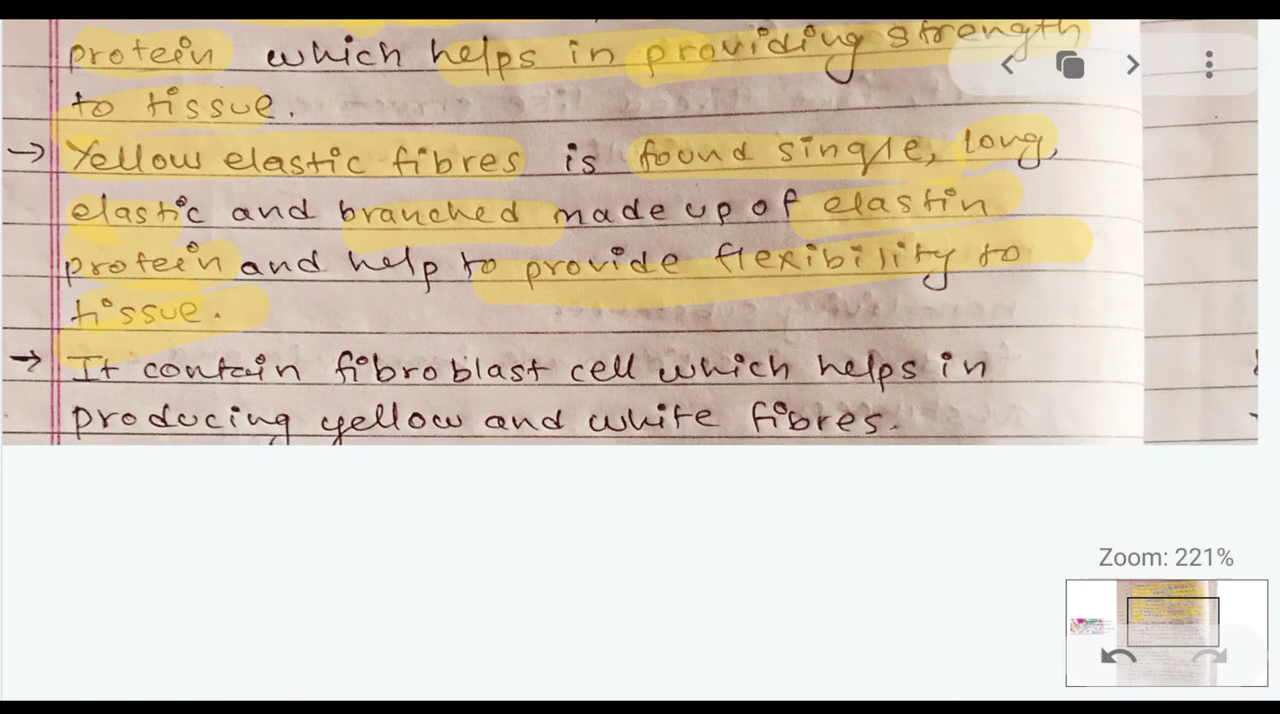 protein which helps in providing strength
to tissue.
→ Yellow elastic fibres is found single, long,
elastic and branched made up of elastin
protein and help to provide flexibility to
tissue.
→ It contain fibroblast cell which helps in
producing yellow and white fibres.
Zoom: 221%